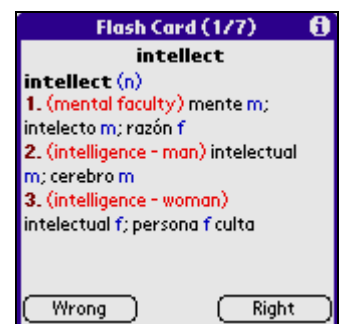 Flash Card (1/7) i
intellect
intellect (n)
1. (mental faculty) mente m;
intelecto m; razón f
2. (intelligence - man) intelectual
m; cerebro m
3. (intelligence - woman)
intelectual f; persona f culta
Wrong Right